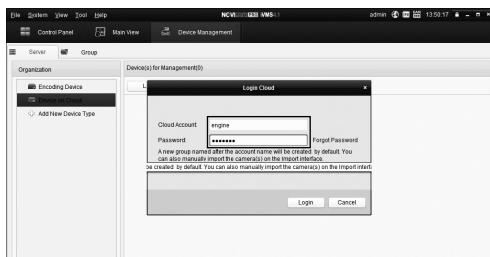 File System View Tool Help
admin 13:50:17
Control Panel Main View Device Management
Server Group
Organization
Device(s) for Management(0)
Encoding Device
Add New Device Type
Login Cloud
Cloud Account:
engine
Password:
●●●●●●●
Forgot Password
A new group named after the account name will be created by default. You
can also manually import the camera(s) on the Import interface.
be created by default. You can also manually import the camera(s) on the Import interfa
Login Cancel